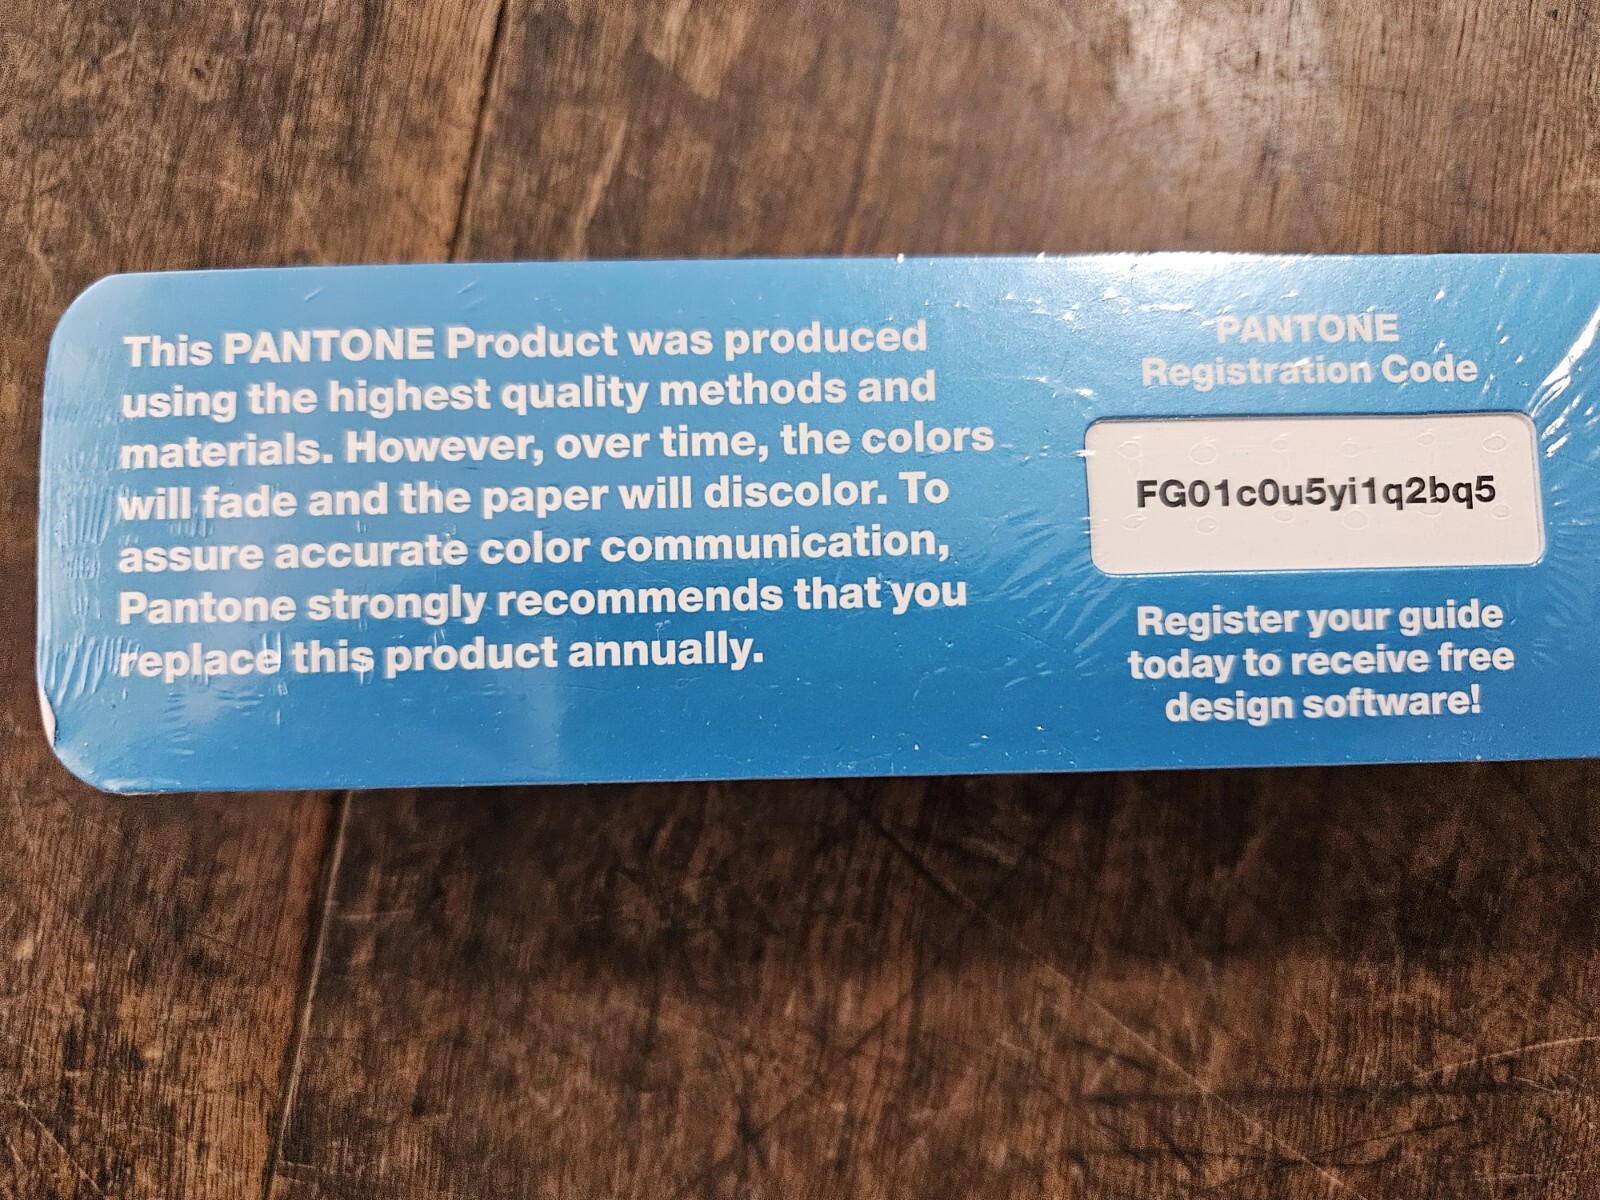 This PANTONE Product was produced
using the highest quality methods and
materials. However, over time, the colors
will fade and the paper will discolor. To
assure accurate color communication,
Pantone strongly recommends that you
replace this product annually.
PANTONE
Registration Code
FG01c0u5yi1q2bq5
Register your guide
today to receive free
design software!